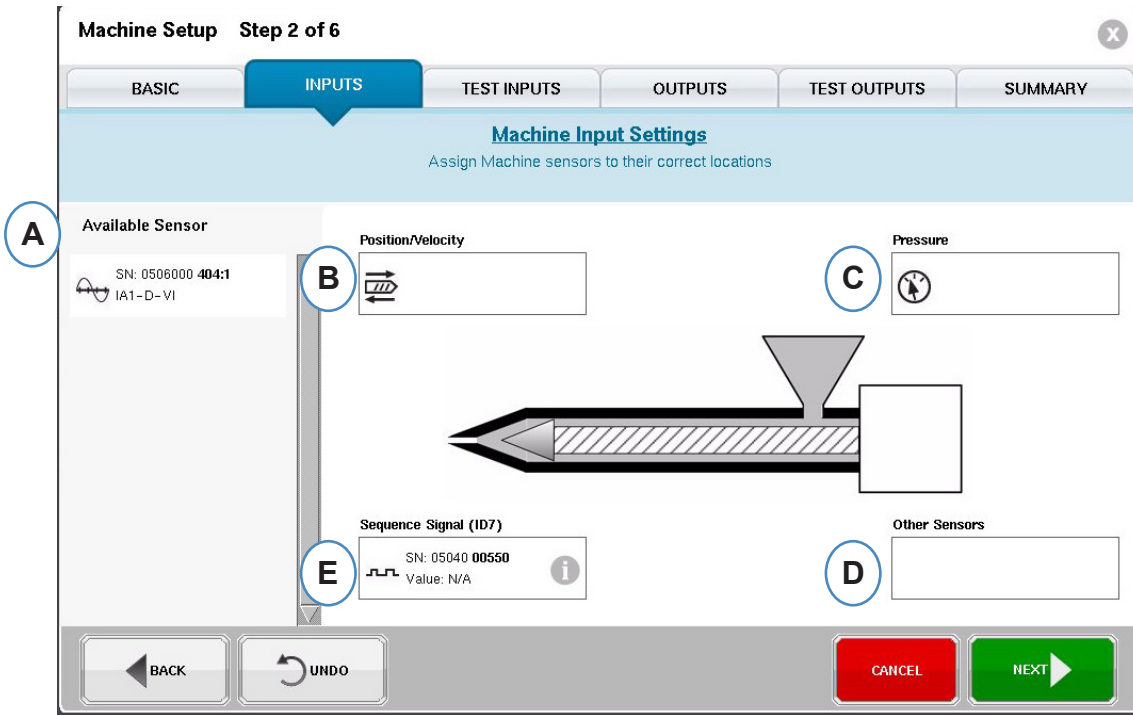 Machine Setup Step 2 of 6
X
BASIC
INPUTS
TEST INPUTS
OUTPUTS
TEST OUTPUTS
SUMMARY
Machine Input Settings
Assign Machine sensors to their correct locations
A
Available Sensor
SN: 0506000 404:1
IA1-D-VI
Position/Velocity
B
Pressure
C
Sequence Signal (ID7)
E
SN: 05040 00550
Value: N/A
i
Other Sensors
D
BACK
UNDO
CANCEL
NEXT